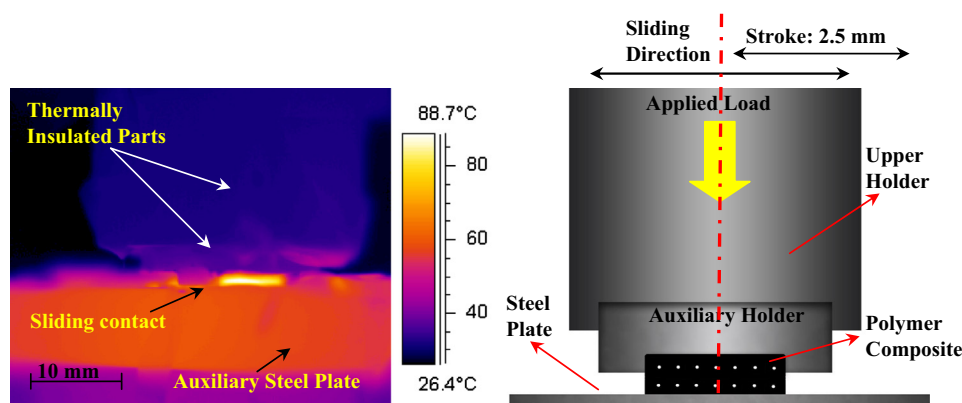 Thermally
Insulated Parts
Sliding contact
10 mm
Auxiliary Steel Plate
88.7°C
80
60
40
26.4°C
Sliding
Direction
Stroke: 2.5 mm
Applied Load
Upper
Holder
Steel
Plate
Auxiliary Holder
Polymer
Composite